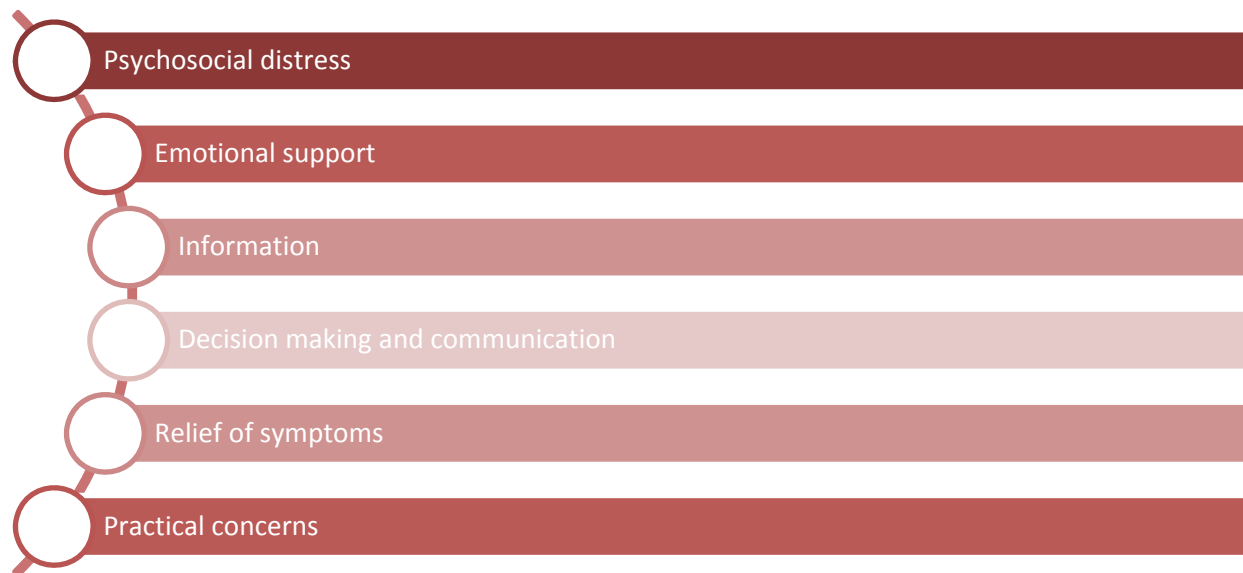 Psychosocial distress
Emotional support
Information
Decision making and communication
Relief of symptoms
Practical concerns